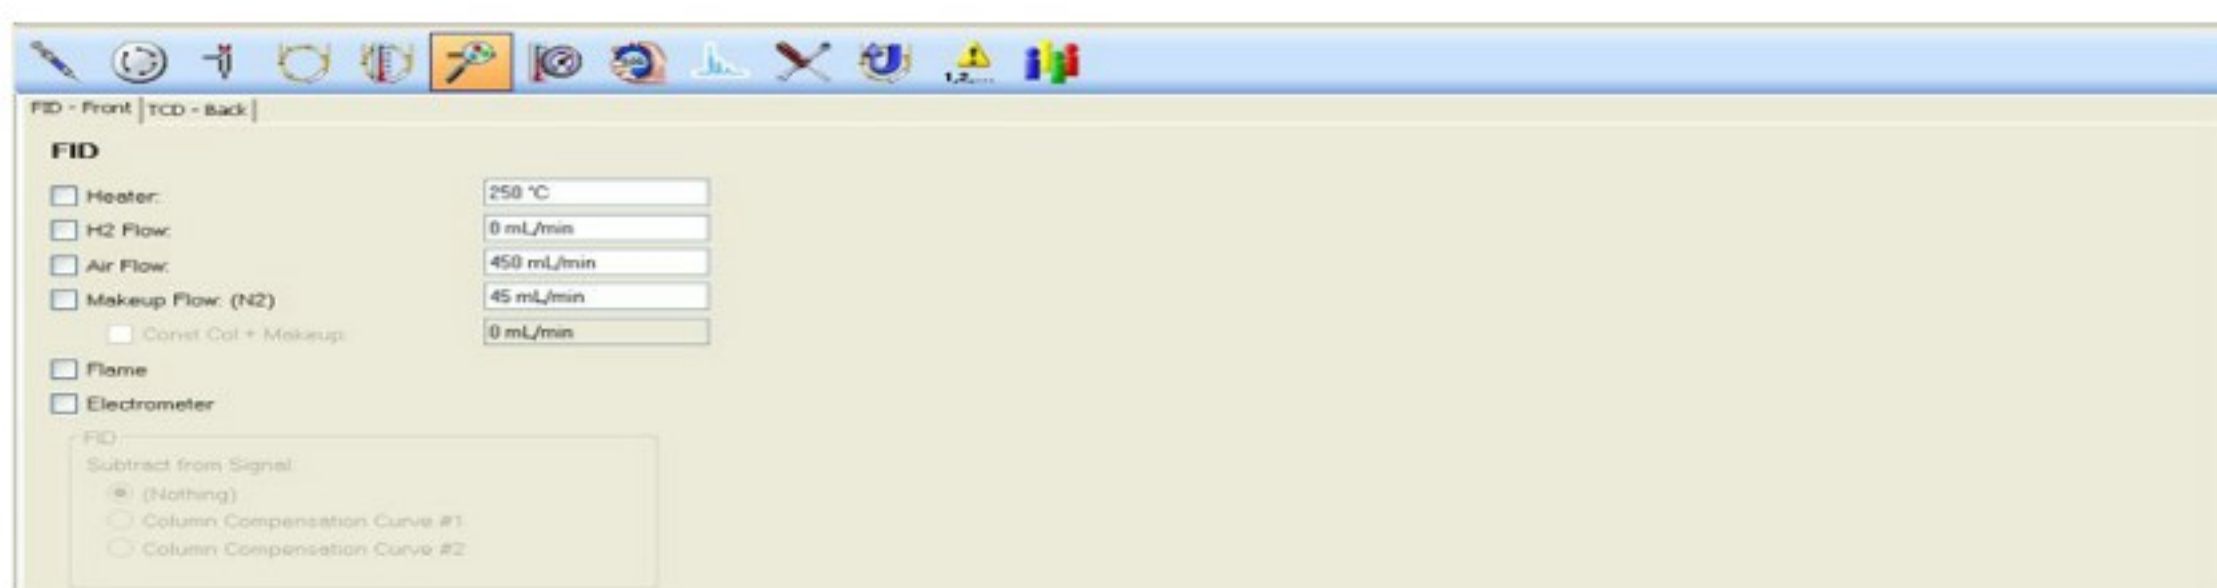 1,2,...
FID - Front TCD - Back
FID
Heater: 250 °C
H2 Flow: 0 mL/min
Air Flow: 450 mL/min
Makeup Flow: (N2) 45 mL/min
Const Col + Makeup: 0 mL/min
Flame
Electrometer
FID
Subtract from Signal:
(Nothing)
Column Compensation Curve #1
Column Compensation Curve #2